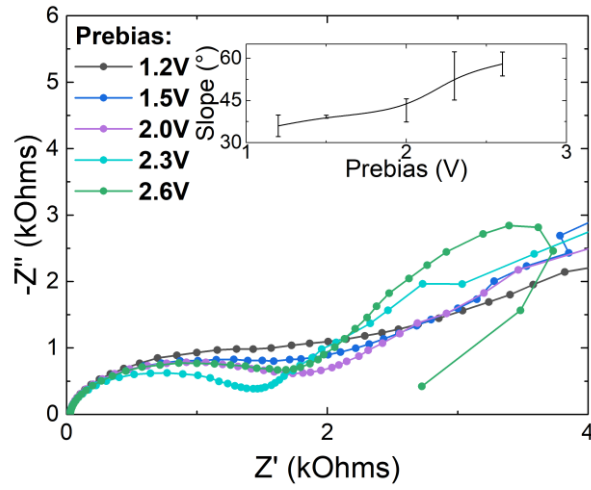 6
5
4
3
2
1
0
-Z'' (kOhms)
Prebias:
1.2V
1.5V
2.0V
2.3V
2.6V
60
45
30
Slope (°)
1 2 3
Prebias (V)
0 2 4
Z' (kOhms)